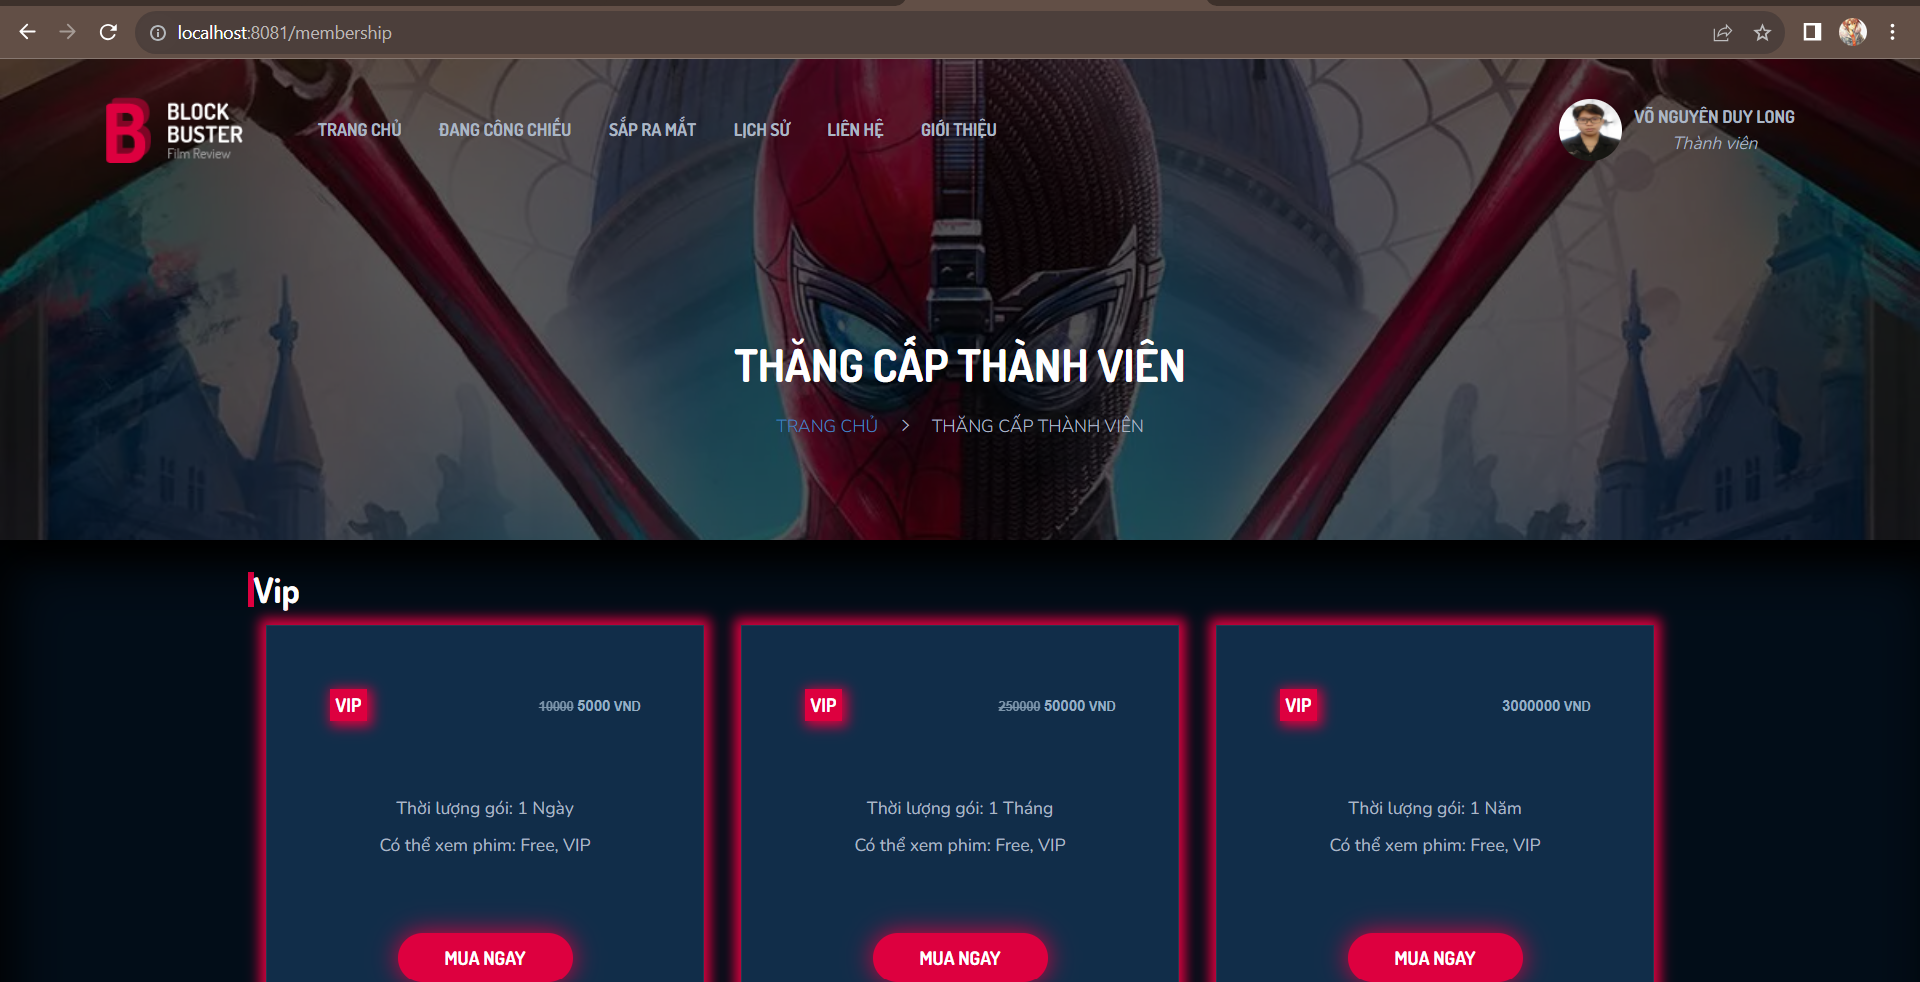 localhost:8081/membership
BLOCK
BUSTER
Film Review
TRANG CHỦ ĐANG CÔNG CHIẾU SẮP RA MẮT LỊCH SỬ LIÊN HỆ GIỚI THIỆU
VÕ NGUYÊN DUY LONG
Thành viên
THĂNG CẤP THÀNH VIÊN
TRANG CHỦ > THĂNG CẤP THÀNH VIÊN
Vip
VIP 10000 5000 VND
Thời lượng gói: 1 Ngày
Có thể xem phim: Free, VIP
MUA NGAY
VIP 250000 50000 VND
Thời lượng gói: 1 Tháng
Có thể xem phim: Free, VIP
MUA NGAY
VIP 3000000 VND
Thời lượng gói: 1 Năm
Có thể xem phim: Free, VIP
MUA NGAY